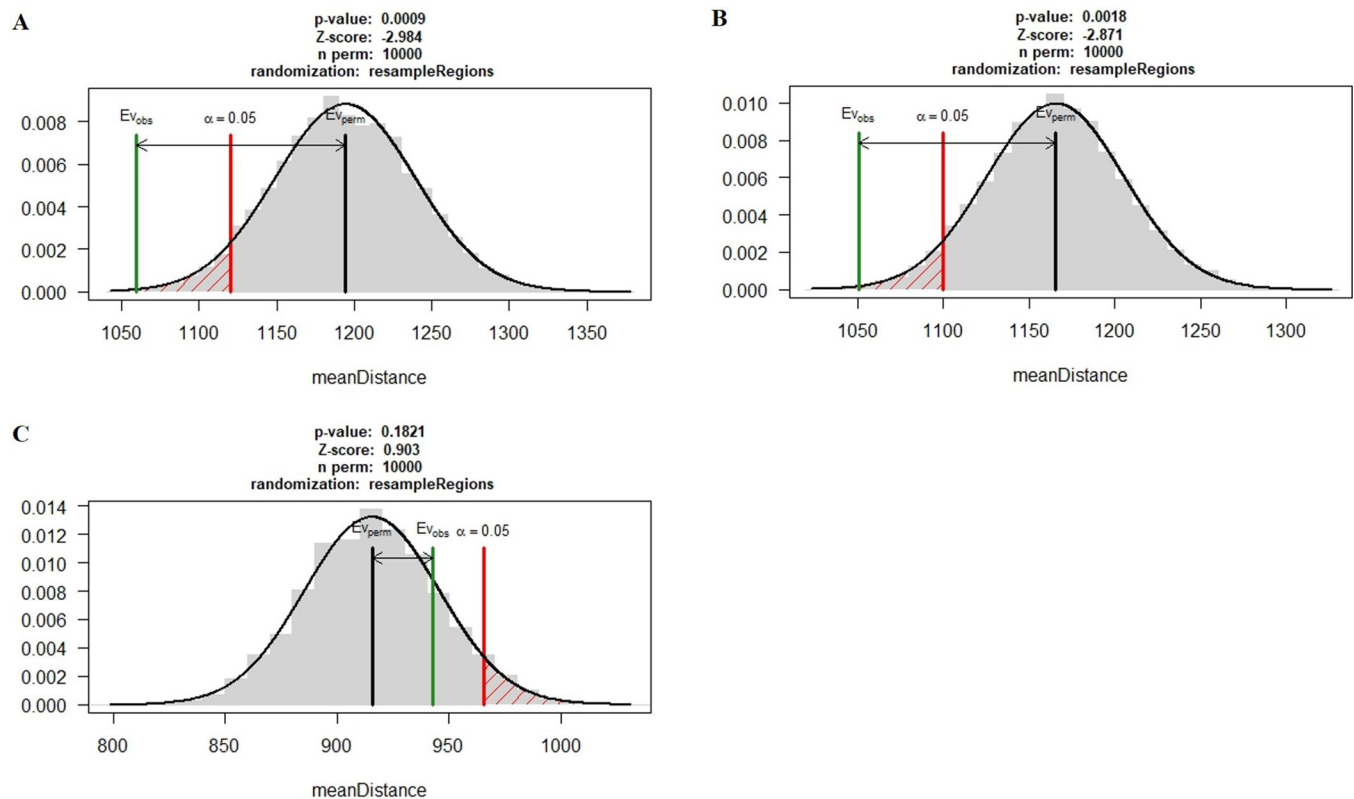 A
p-value: 0.0009
Z-score: -2.984
n perm: 10000
randomization: resampleRegions
Evobs
α = 0.05
Evperm
0.008
0.006
0.004
0.002
0.000
1050 1100 1150 1200 1250 1300 1350
meanDistance
B
p-value: 0.0018
Z-score: -2.871
n perm: 10000
randomization: resampleRegions
Evobs
α = 0.05
Evperm
0.010
0.008
0.006
0.004
0.002
0.000
1050 1100 1150 1200 1250 1300
meanDistance
C
p-value: 0.1821
Z-score: 0.903
n perm: 10000
randomization: resampleRegions
Evperm
Evobs
α = 0.05
0.014
0.012
0.010
0.008
0.006
0.004
0.002
0.000
800 850 900 950 1000
meanDistance